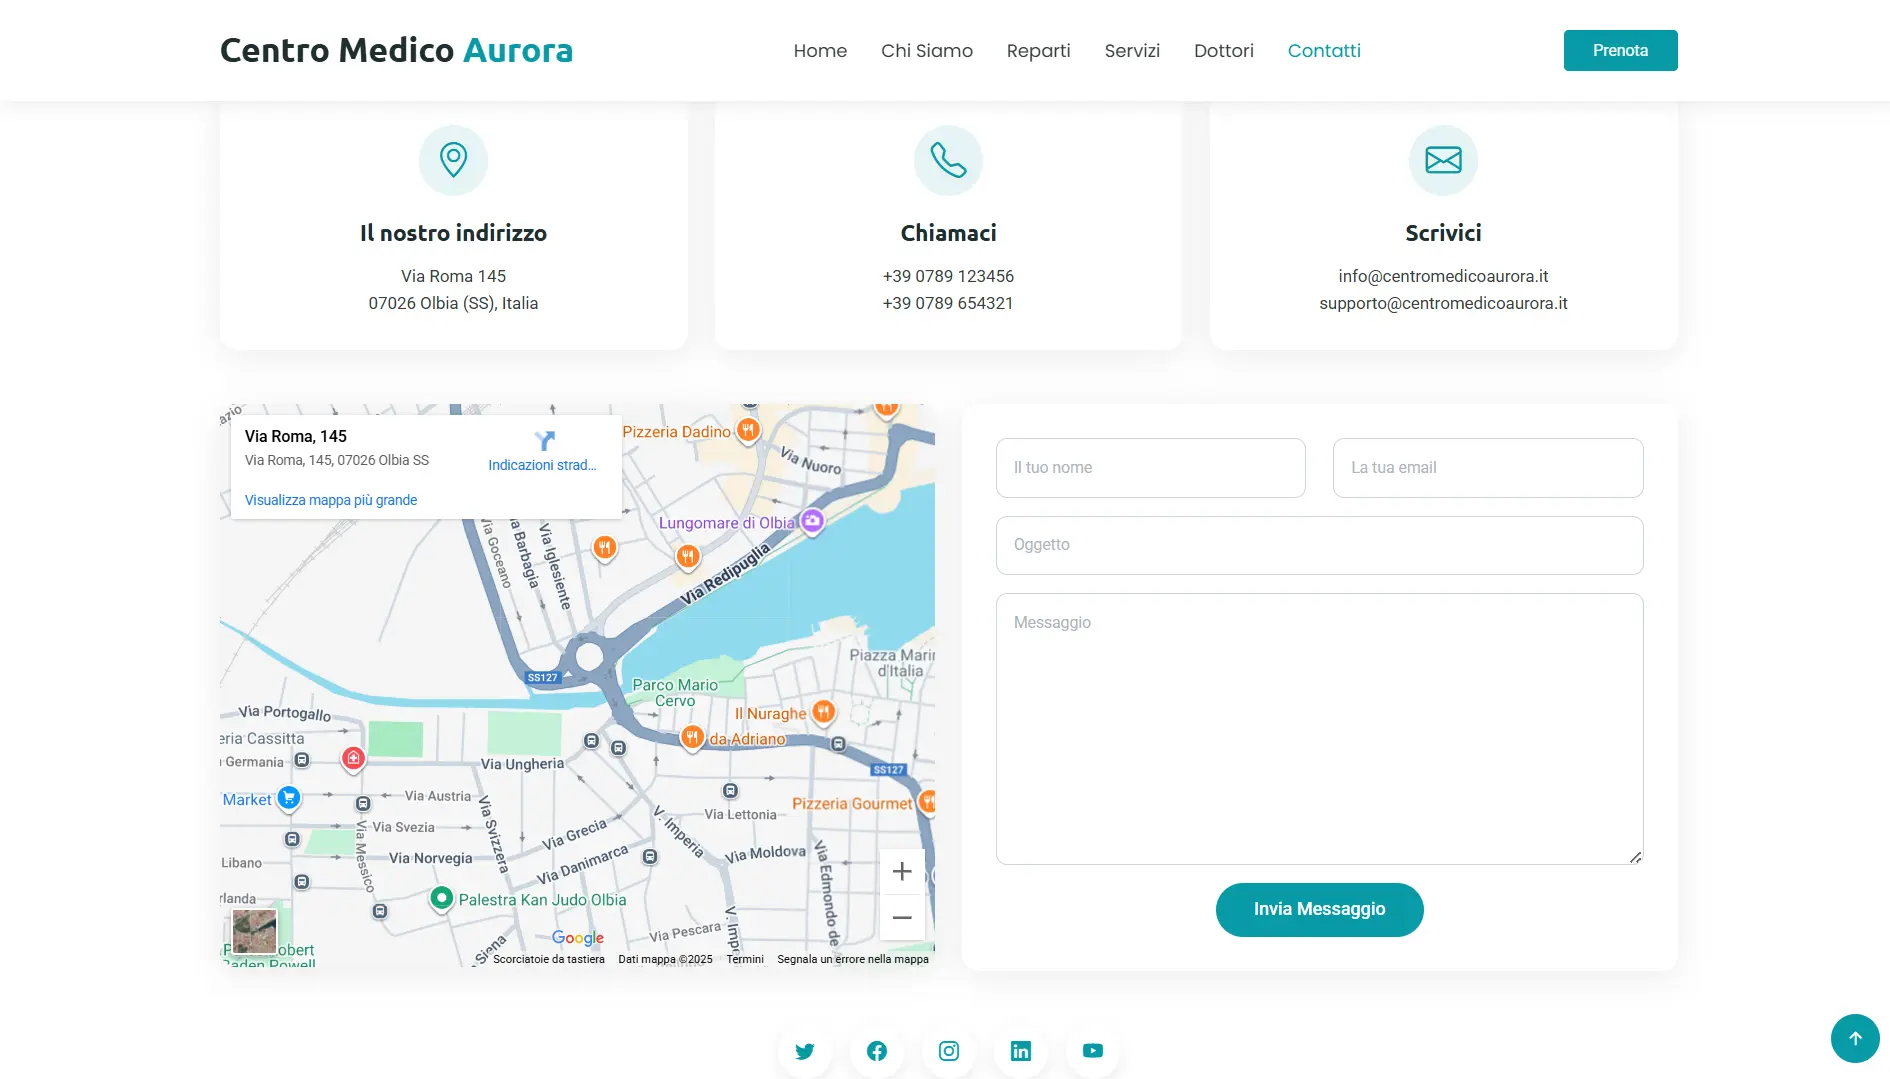 Centro Medico Aurora
Home
Chi Siamo
Reparti
Servizi
Dottori
Contatti
Prenota
Il nostro indirizzo
Via Roma 145
07026 Olbia (SS), Italia
Chiamaci
+39 0789 123456
+39 0789 654321
Scrivici
info@centromedicoaurora.it
supporto@centromedicoaurora.it
Via Roma, 145
Via Roma, 145, 07026 Olbia SS
Indicazioni strad...
Visualizza mappa più grande
Pizzeria Dadino
Via Nuoro
Lungomare di Olbia
Via Goceano
Barbagia
Via Iglesiente
Via Redipuglia
SS127
Piazza Marin
d'Italia
Parco Mario
Cervo
Il Nuraghe
da Adriano
Via Portogallo
eria Cassitta
Germania
Via Ungheria
SS127
Market
Via Austria
Pizzeria Gourmet
Via Svezia
Via Svizzera
Via Messico
Via Grecia
V. Imperia
Via Lettonia
Libano
Via Norvegia
Via Danimarca
Via Moldova
Via Edmondo de
rlanda
Palestra Kan Judo Olbia
V. Impe
Via Pescara
Siena
obert
Baden Powell
Google
Scorciatoie da tastiera
Dati mappa ©2025
Termini
Segnala un errore nella mappa
Il tuo nome
La tua email
Oggetto
Messaggio
Invia Messaggio